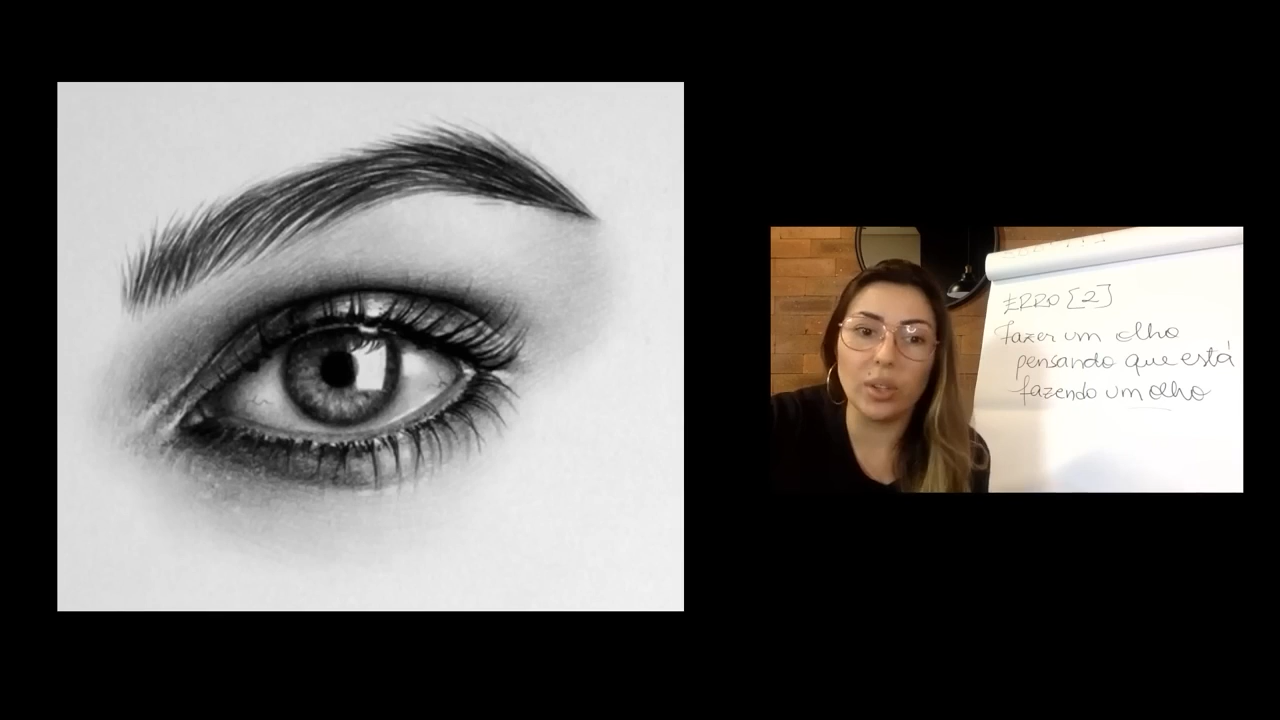 ERRO [2]
Fazer um olho
pensando que está
fazendo um olho